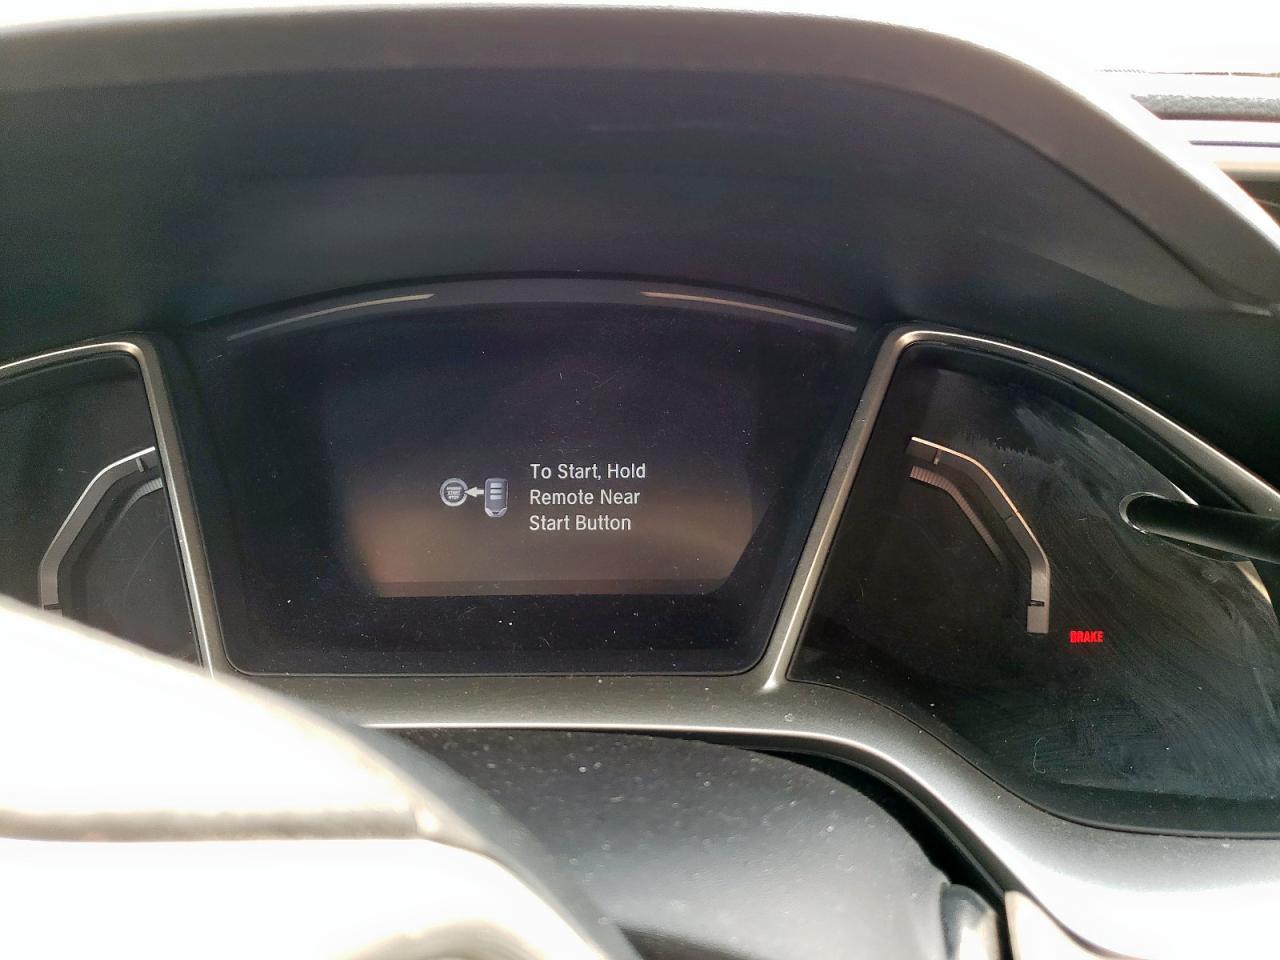 To Start, Hold
Remote Near
Start Button
BRAKE